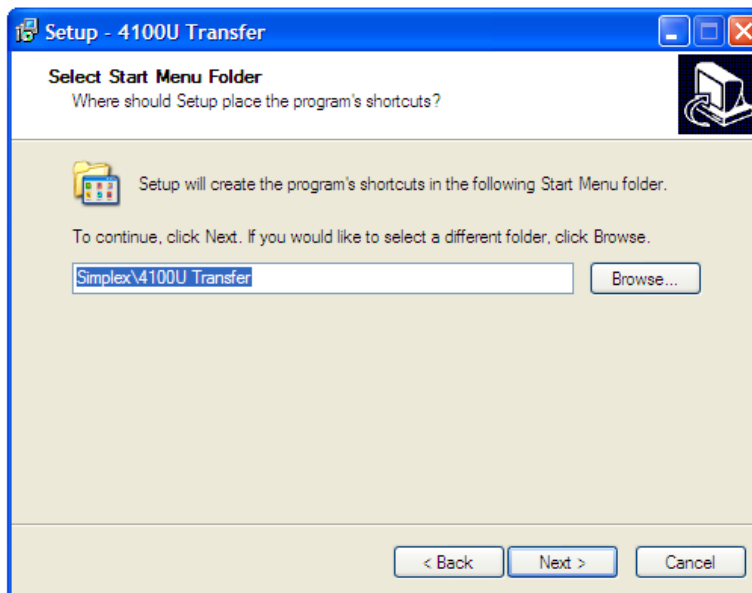 Setup - 4100U Transfer
Select Start Menu Folder
Where should Setup place the program's shortcuts?
Setup will create the program's shortcuts in the following Start Menu folder.
To continue, click Next. If you would like to select a different folder, click Browse.
Simplex\4100U Transfer
Browse...
< Back
Next >
Cancel